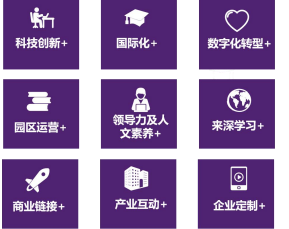 科技创新+
国际化+
数字化转型+
园区运营+
领导力及人
文素养+
来深学习+
商业链接+
产业互动+
企业定制+